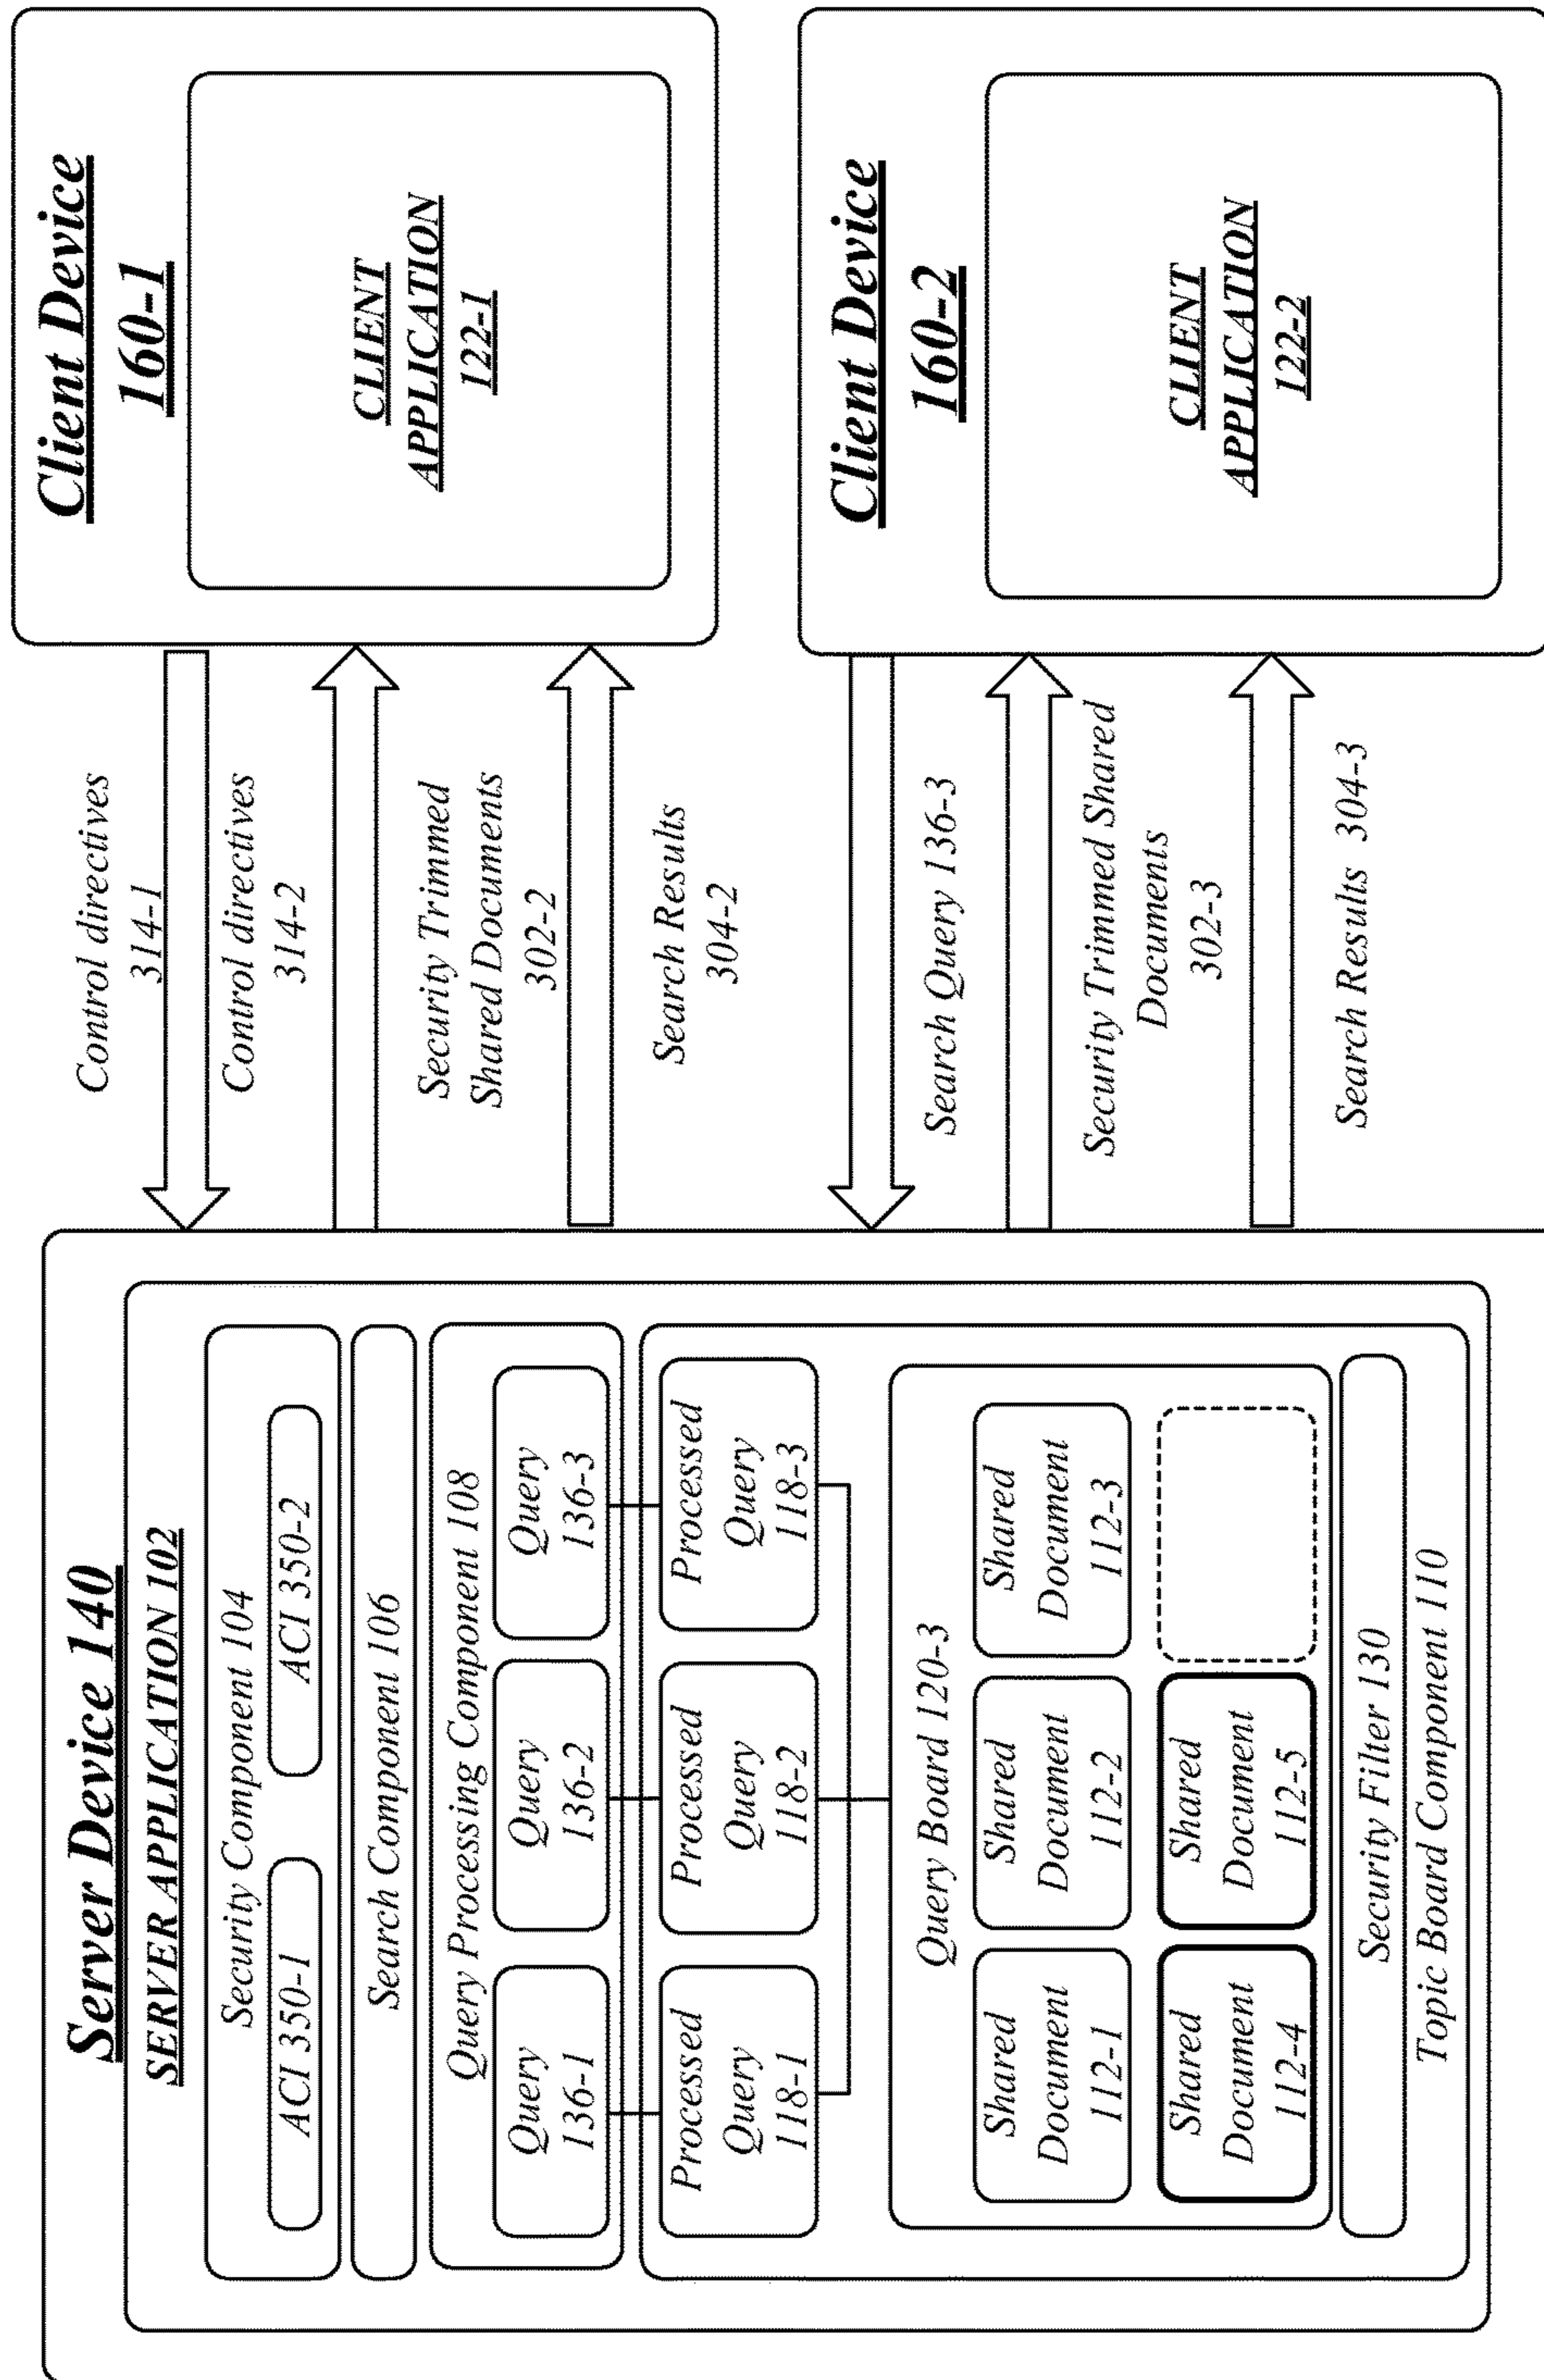 Server Device 140
SERVER APPLICATION 102
Security Component 104
ACI 350-1
ACI 350-2
Search Component 106
Query Processing Component 108
Query
136-1
Query
136-2
Query
136-3
Processed
Query
118-1
Processed
Query
118-2
Processed
Query
118-3
Query Board 120-3
Shared
Document
112-1
Shared
Document
112-2
Shared
Document
112-3
Shared
Document
112-4
Shared
Document
112-5
Security Filter 130
Topic Board Component 110
Control directives
314-1
Control directives
314-2
Security Trimmed
Shared Documents
302-2
Search Results
304-2
Search Query 136-3
Security Trimmed Shared
Documents
302-3
Search Results 304-3
Client Device
160-1
CLIENT
APPLICATION
122-1
Client Device
160-2
CLIENT
APPLICATION
122-2